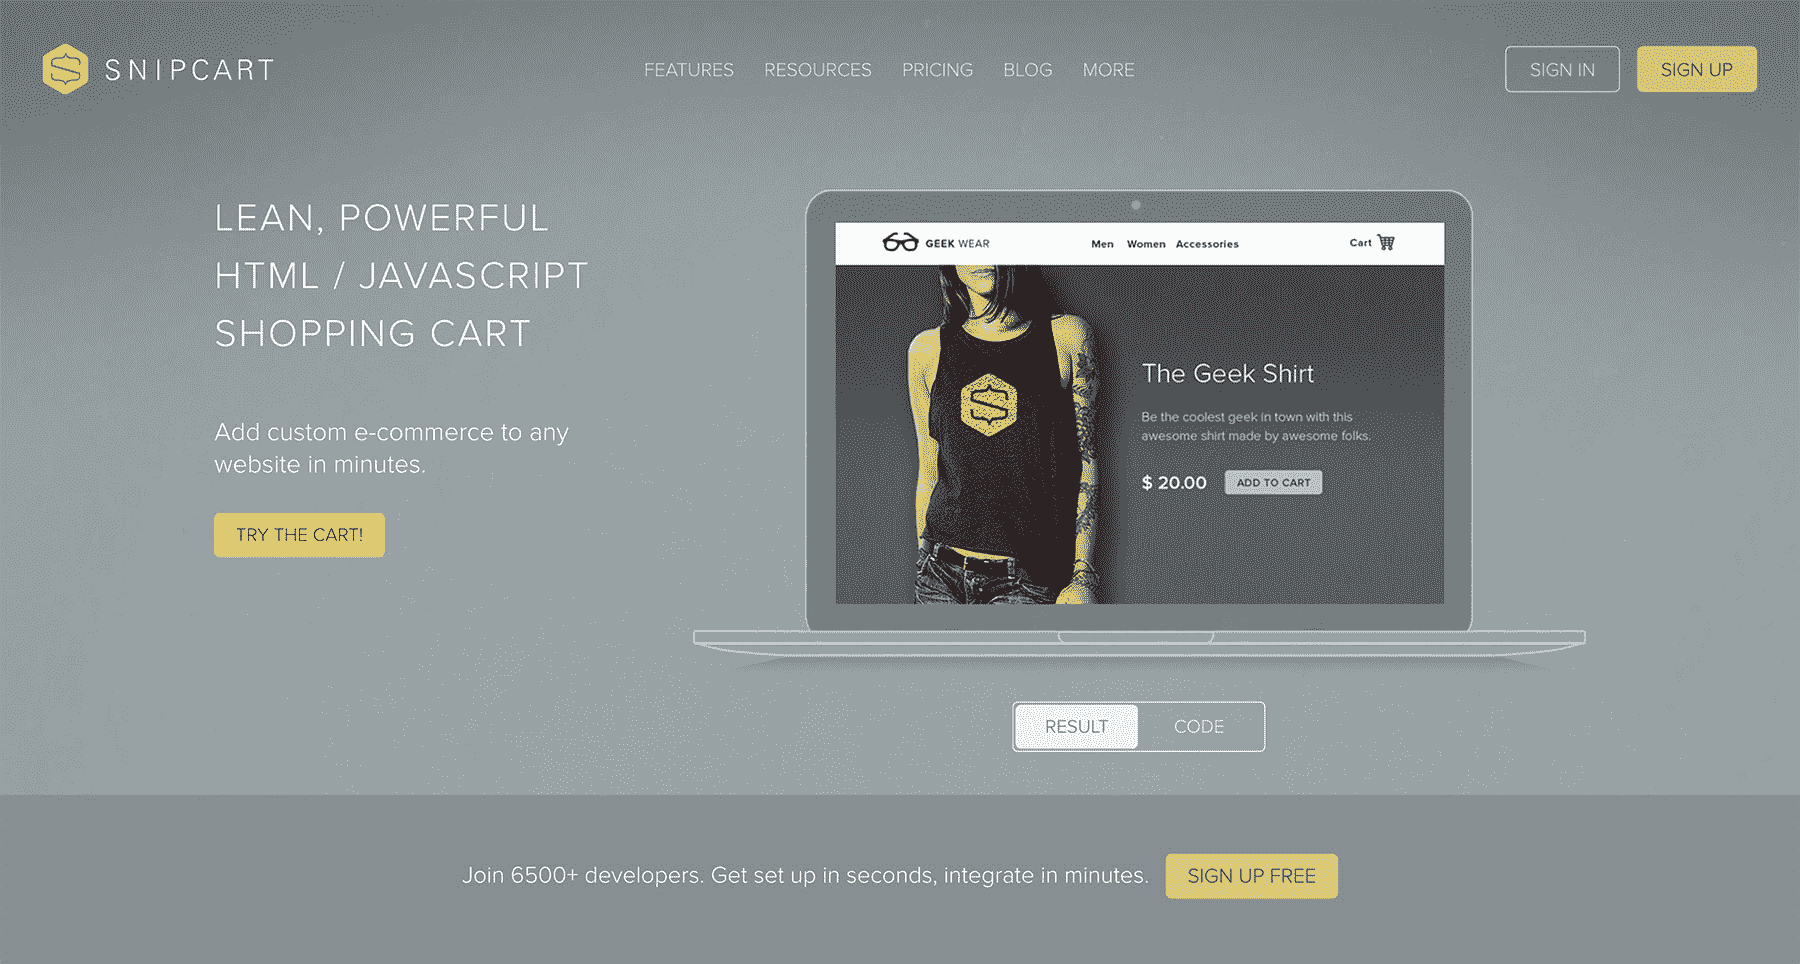 SNIPCART
FEATURES RESOURCES PRICING BLOG MORE
SIGN IN
SIGN UP
LEAN, POWERFUL
HTML / JAVASCRIPT
SHOPPING CART
Add custom e-commerce to any
website in minutes.
TRY THE CART!
GEEK WEAR
Men Women Accessories
Cart
The Geek Shirt
Be the coolest geek in town with this
awesome shirt made by awesome folks.
$ 20.00
ADD TO CART
RESULT
CODE
Join 6500+ developers. Get set up in seconds, integrate in minutes.
SIGN UP FREE